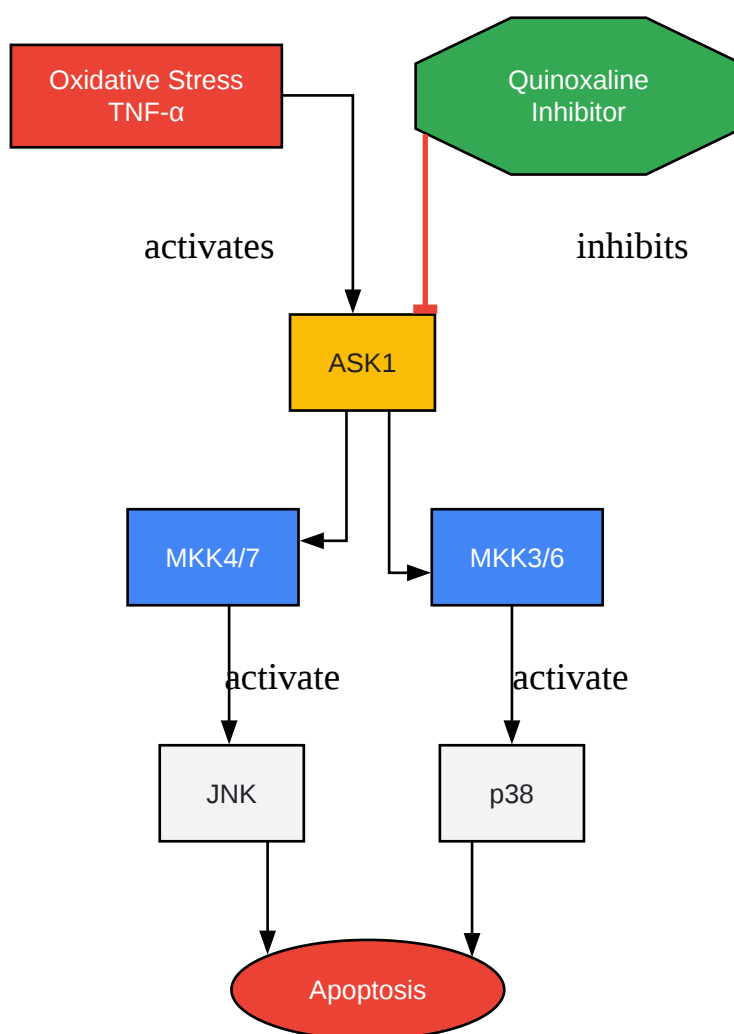 Oxidative Stress
TNF-α
Quinoxaline
Inhibitor
activates
inhibits
ASK1
MKK4/7
MKK3/6
activate
activate
JNK
p38
Apoptosis